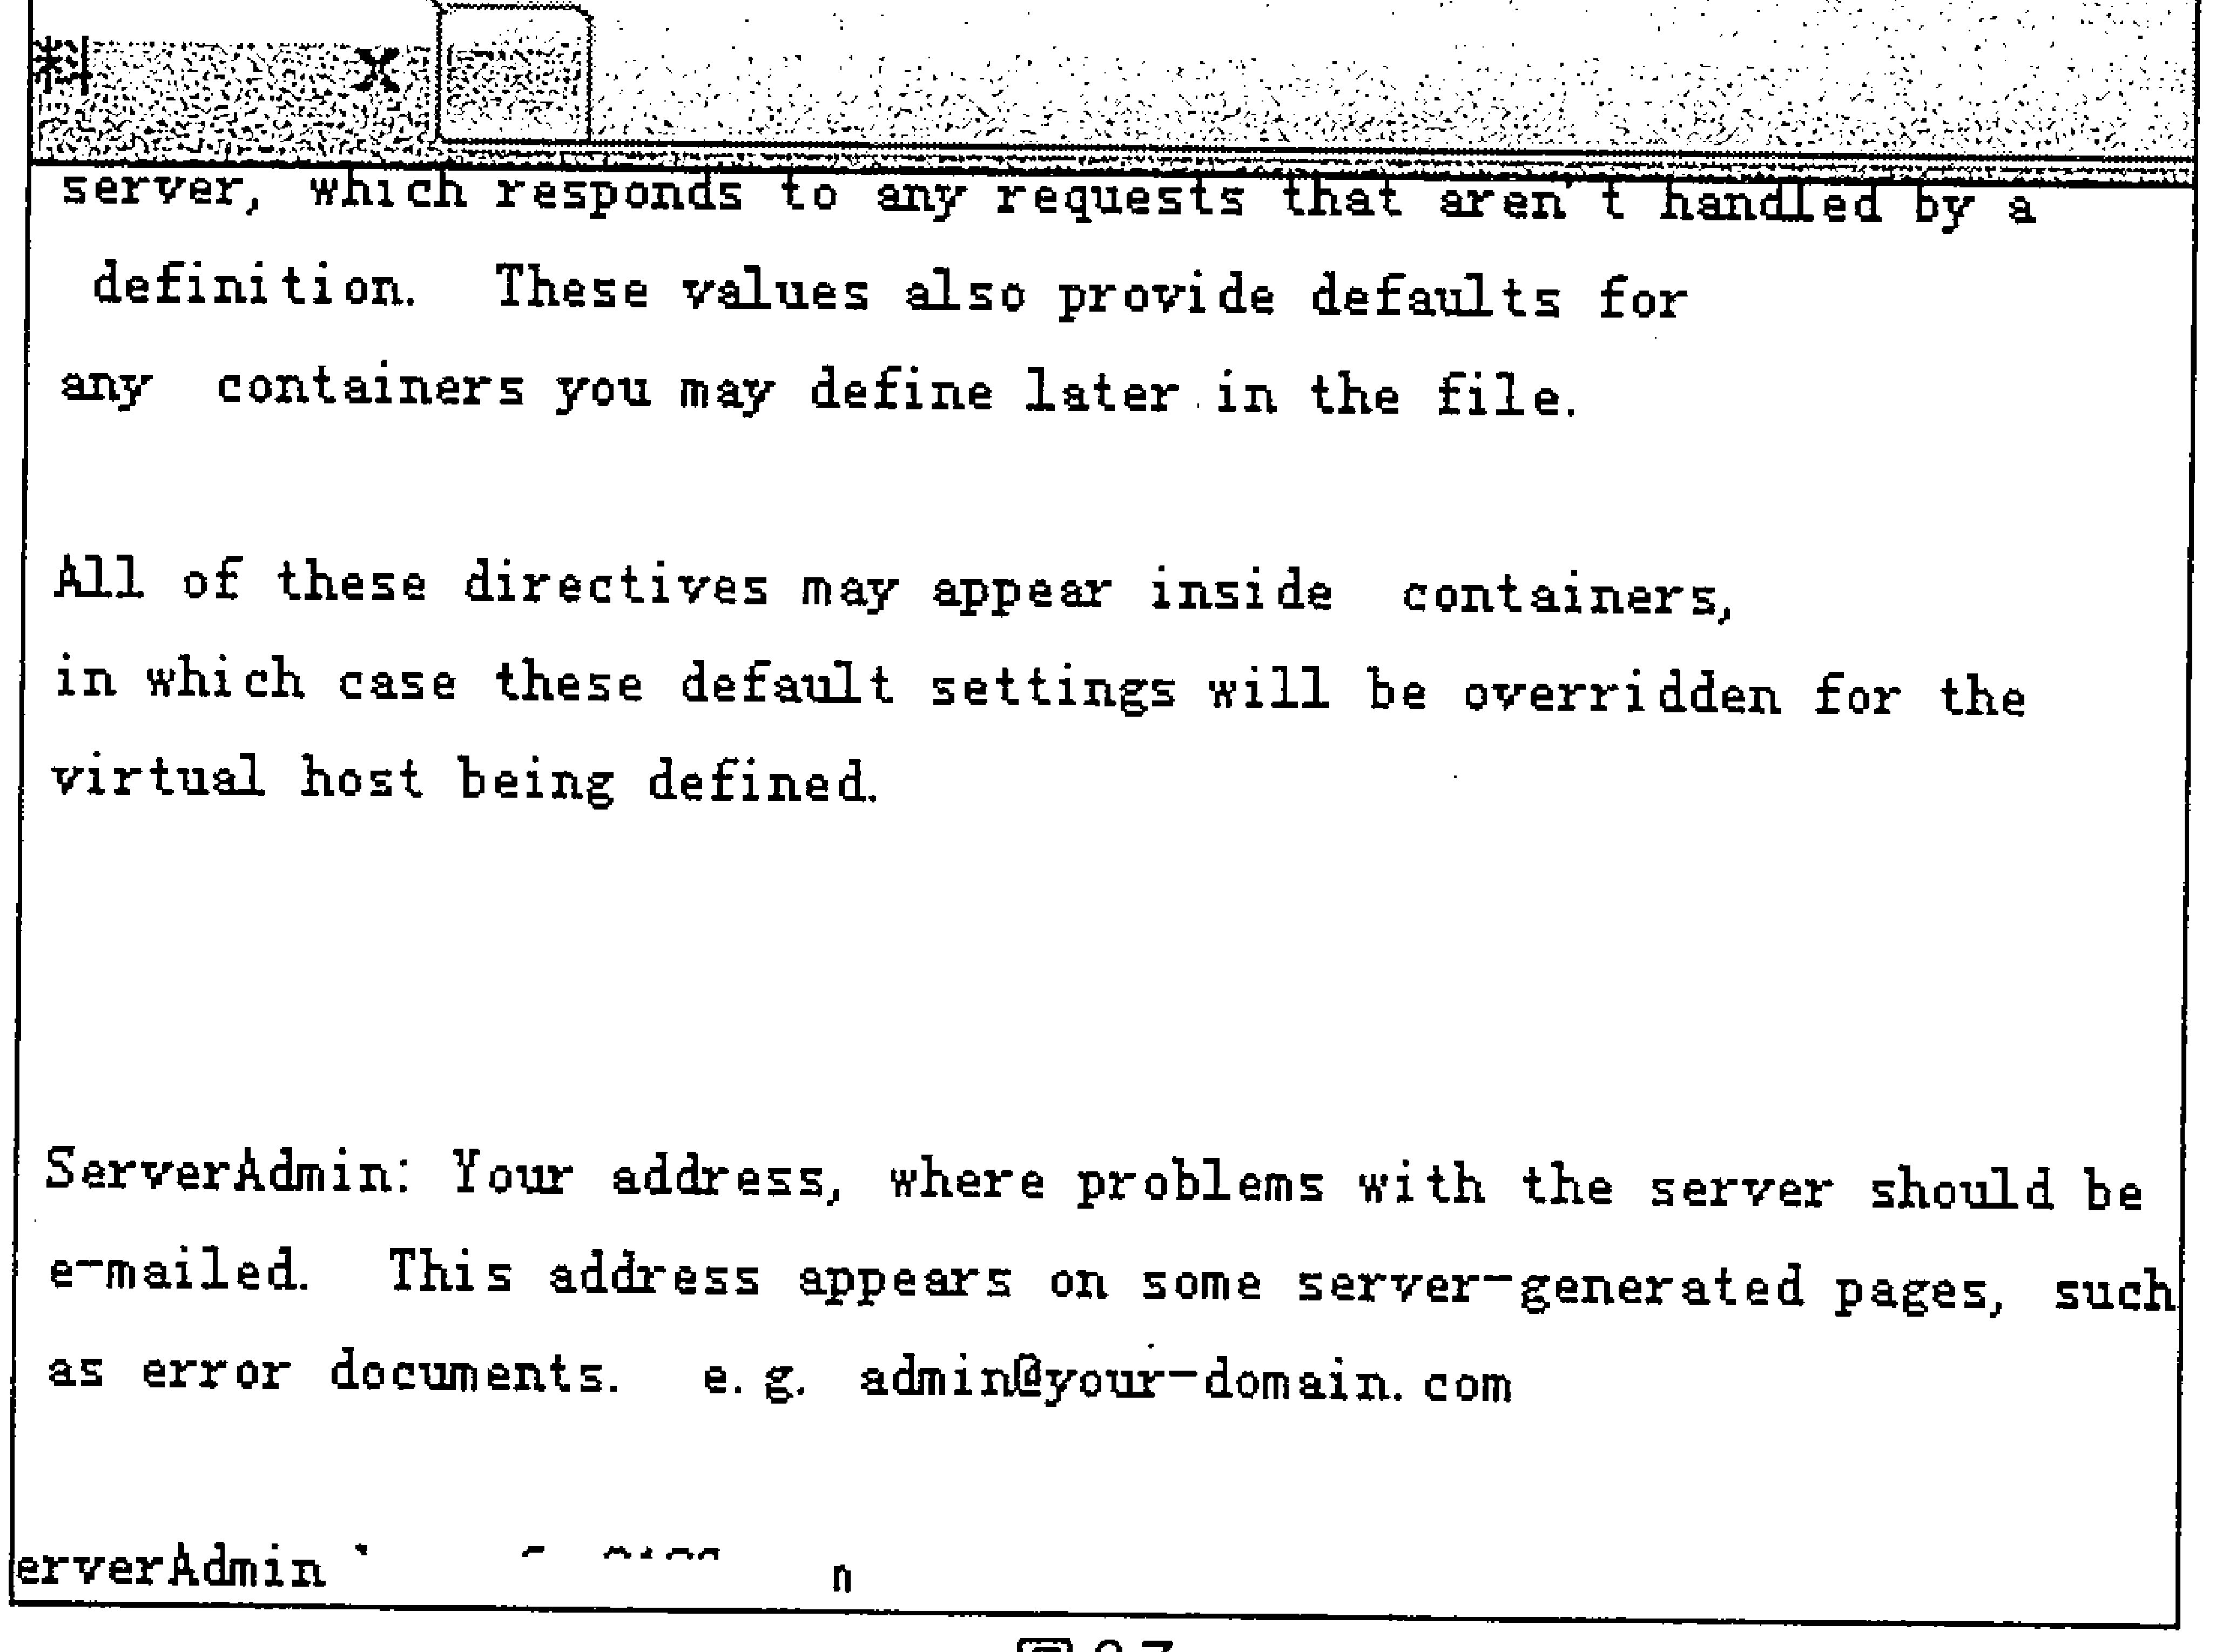 server, which responds to any requests that aren't handled by a
definition. These values also provide defaults for
any containers you may define later in the file.
All of these directives may appear inside containers,
in which case these default settings will be overridden for the
virtual host being defined.
ServerAdmin: Your address, where problems with the server should be
e-mailed. This address appears on some server-generated pages, such
as error documents. e.g. admin@your-domain.com
erverAdmin